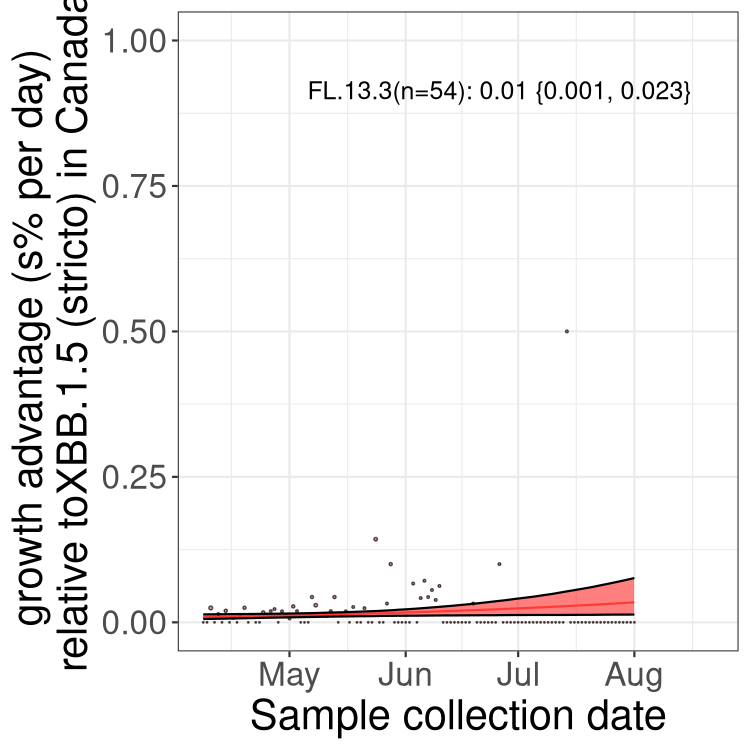 growth advantage (s% per day)
relative toXBB.1.5 (stricto) in Canada
1.00
0.75
0.50
0.25
0.00
FL.13.3(n=54): 0.01 {0.001, 0.023}
May Jun Jul Aug
Sample collection date